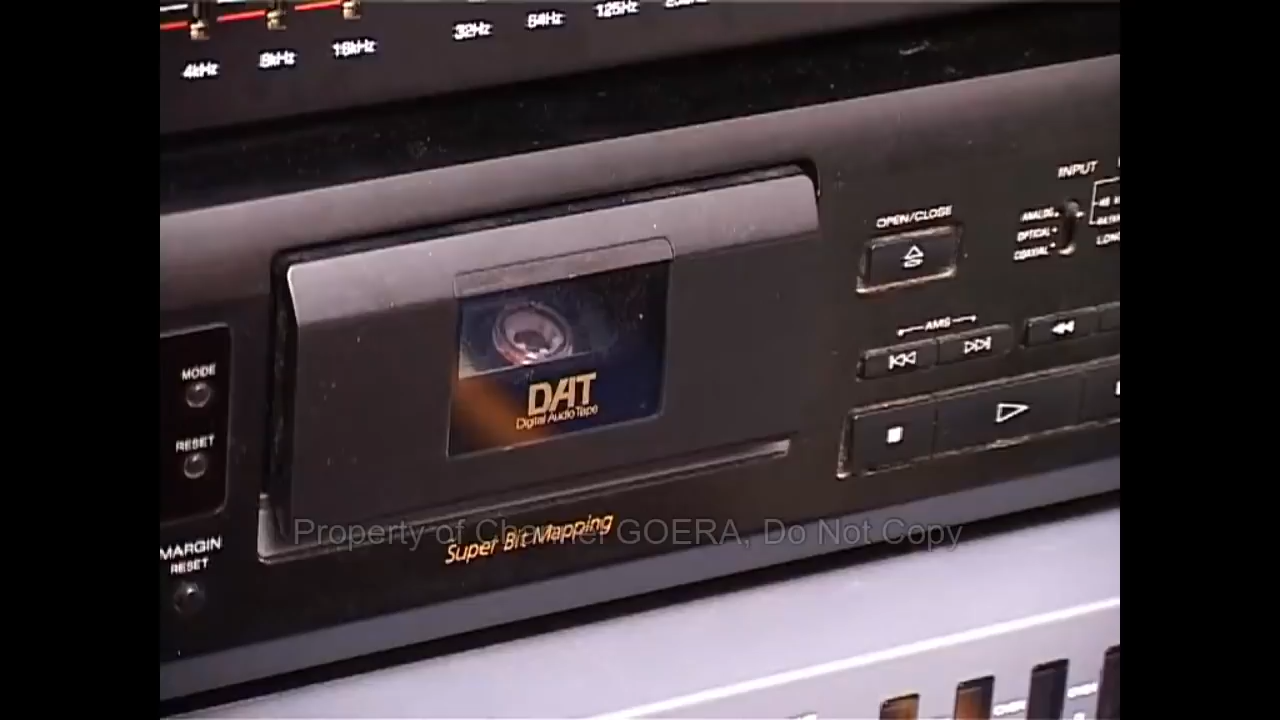 4kHz
8kHz
16kHz
32Hz
64Hz
125Hz
INPUT
OPEN/CLOSE
ANALOG
OPTICAL
COAXIAL
LONG
AMS
MODE
RESET
DAT
Digital Audio Tape
Property of Channel GOERA, Do Not Copy
Super Bit Mapping
MARGIN
RESET